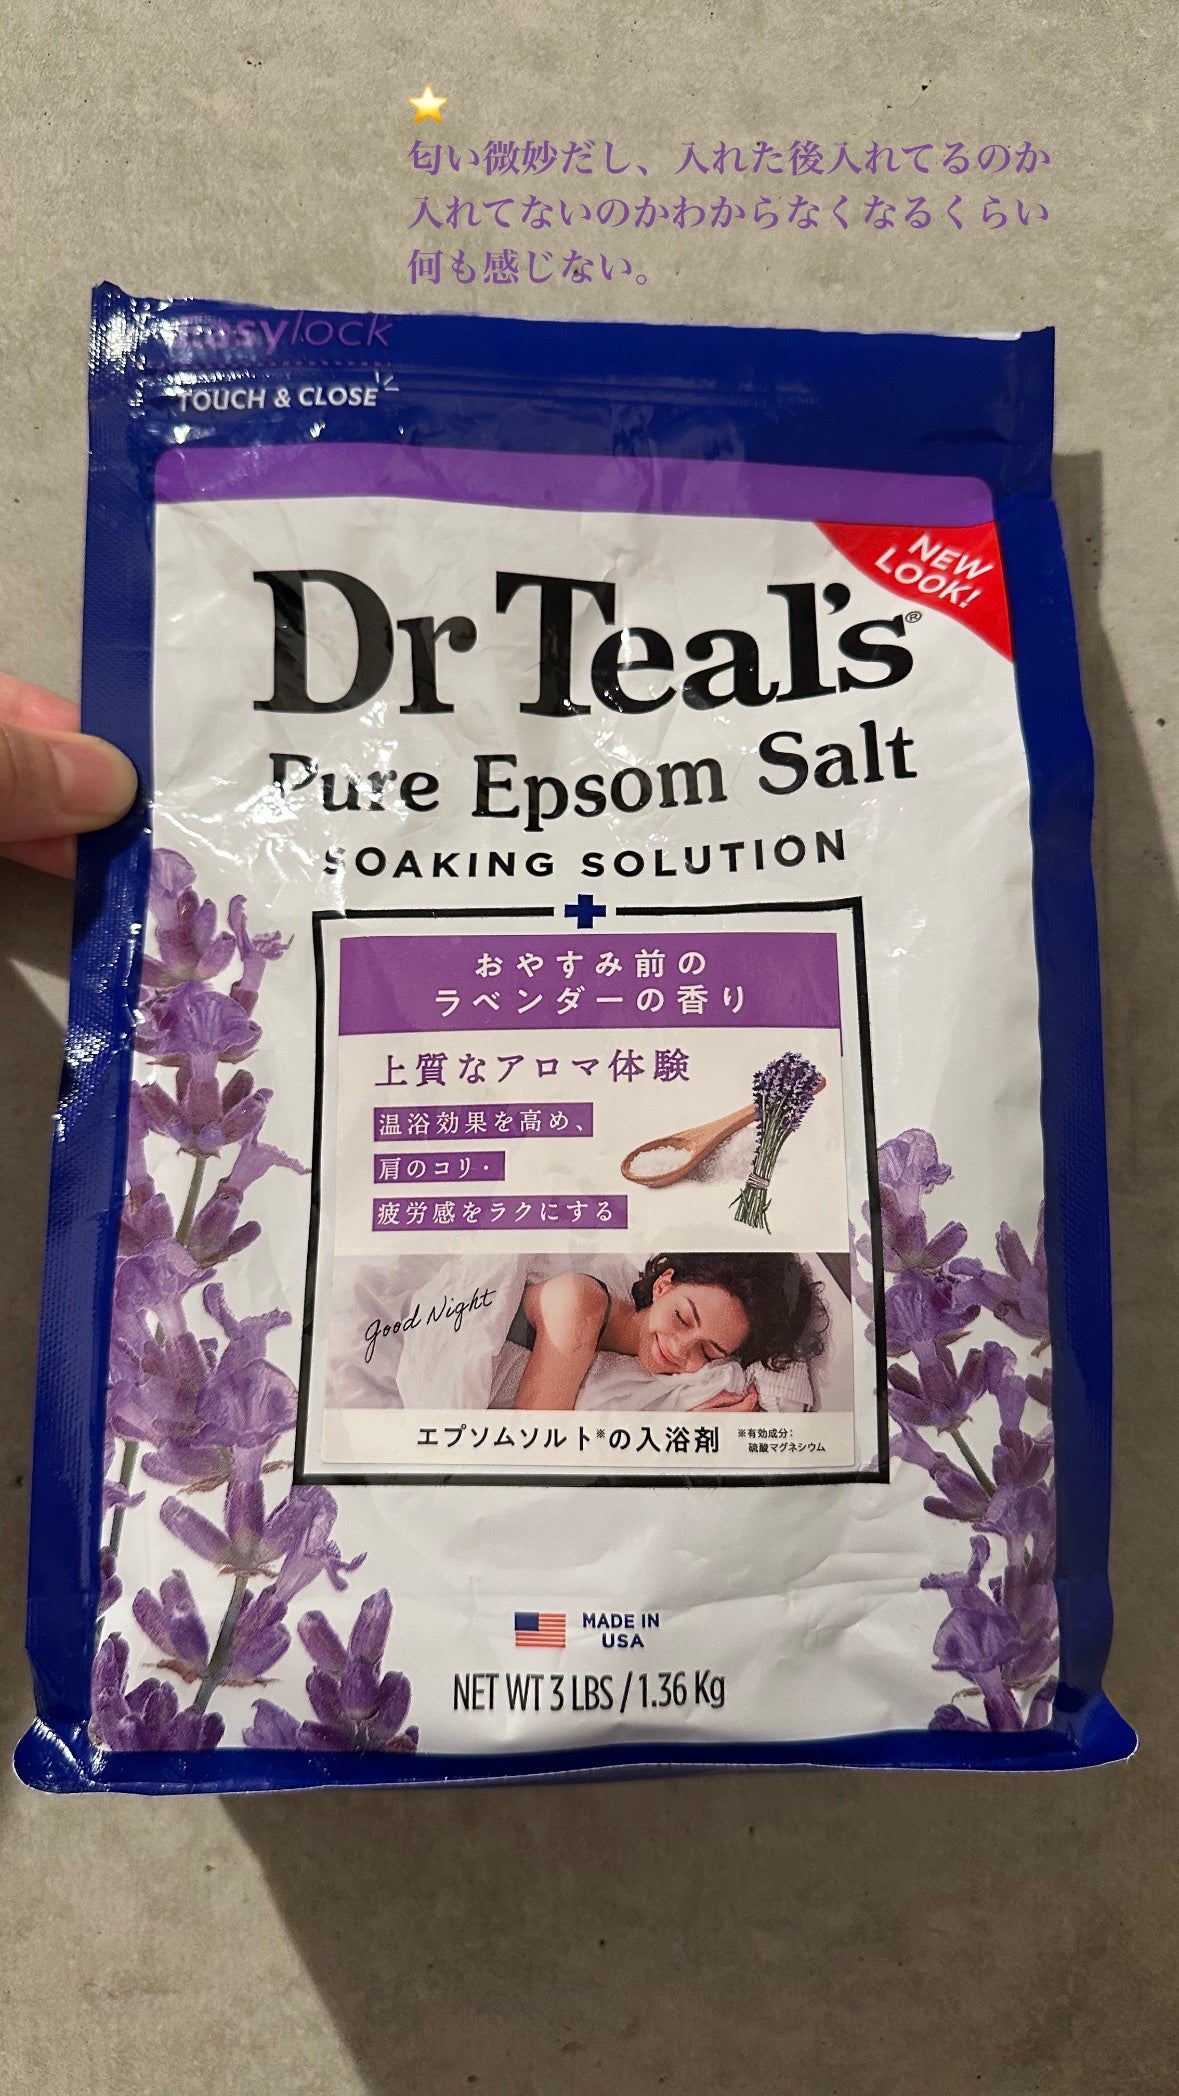 ⭐
匂い微妙だし、入れた後入れてるのか
入れてないのかわからなくなるくらい
何も感じない。
Easylock
TOUCH & CLOSE
NEW
LOOK!
Dr Teal's®
Pure Epsom Salt
SOAKING SOLUTION
おやすみ前の
ラベンダーの香り
上質なアロマ体験
温浴効果を高め、
肩のコリ・
疲労感をラクにする
Good Night
エプソムソルト※の入浴剤
※有効成分：
硫酸マグネシウム
MADE IN
USA
NET WT 3 LBS / 1.36 Kg